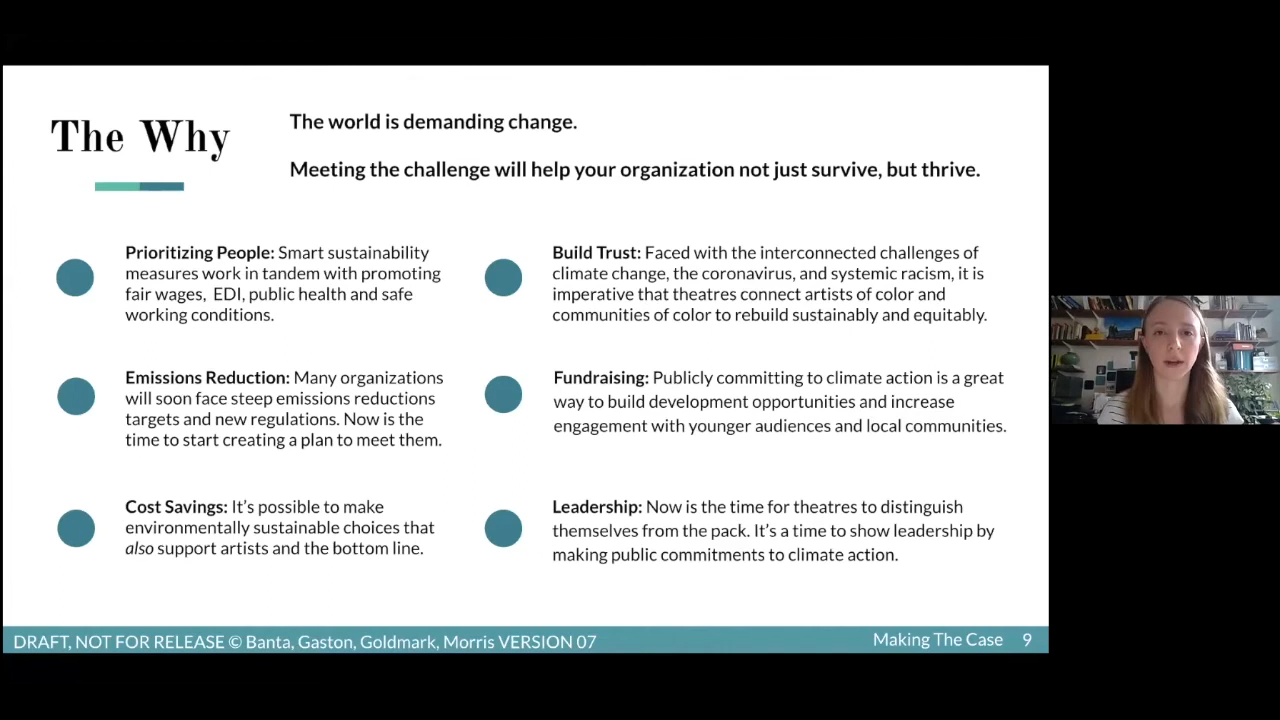 The Why
The world is demanding change.
Meeting the challenge will help your organization not just survive, but thrive.
Prioritizing People: Smart sustainability
measures work in tandem with promoting
fair wages, EDI, public health and safe
working conditions.
Build Trust: Faced with the interconnected challenges of
climate change, the coronavirus, and systemic racism, it is
imperative that theatres connect artists of color and
communities of color to rebuild sustainably and equitably.
Emissions Reduction: Many organizations
will soon face steep emissions reductions
targets and new regulations. Now is the
time to start creating a plan to meet them.
Fundraising: Publicly committing to climate action is a great
way to build development opportunities and increase
engagement with younger audiences and local communities.
Cost Savings: It’s possible to make
environmentally sustainable choices that
also support artists and the bottom line.
Leadership: Now is the time for theatres to distinguish
themselves from the pack. It’s a time to show leadership by
making public commitments to climate action.
DRAFT, NOT FOR RELEASE © Banta, Gaston, Goldmark, Morris VERSION 07
Making The Case 9